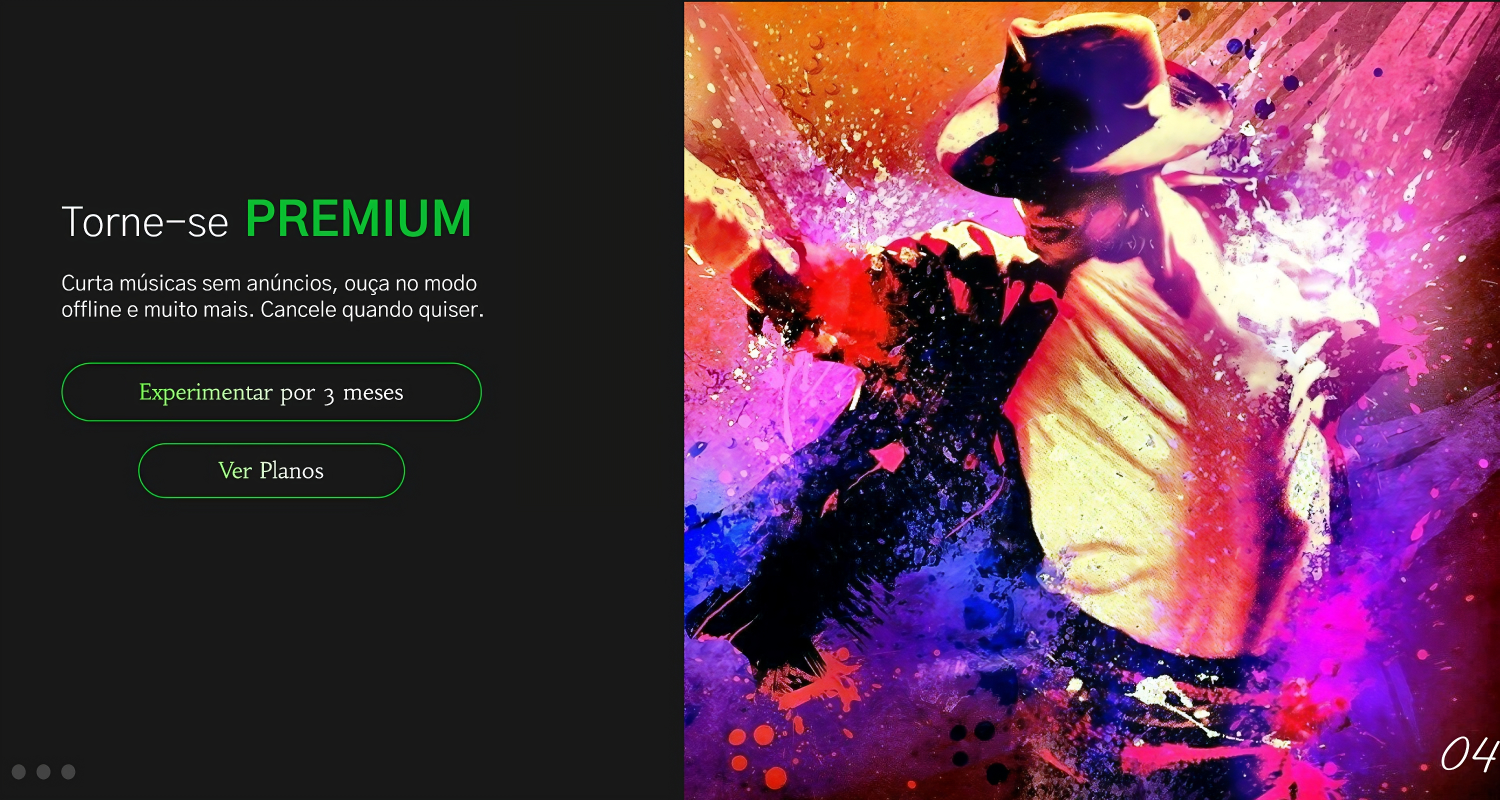 Torne-se PREMIUM
Curta músicas sem anúncios, ouça no modo
offline e muito mais. Cancele quando quiser.
Experimentar por 3 meses
Ver Planos
04